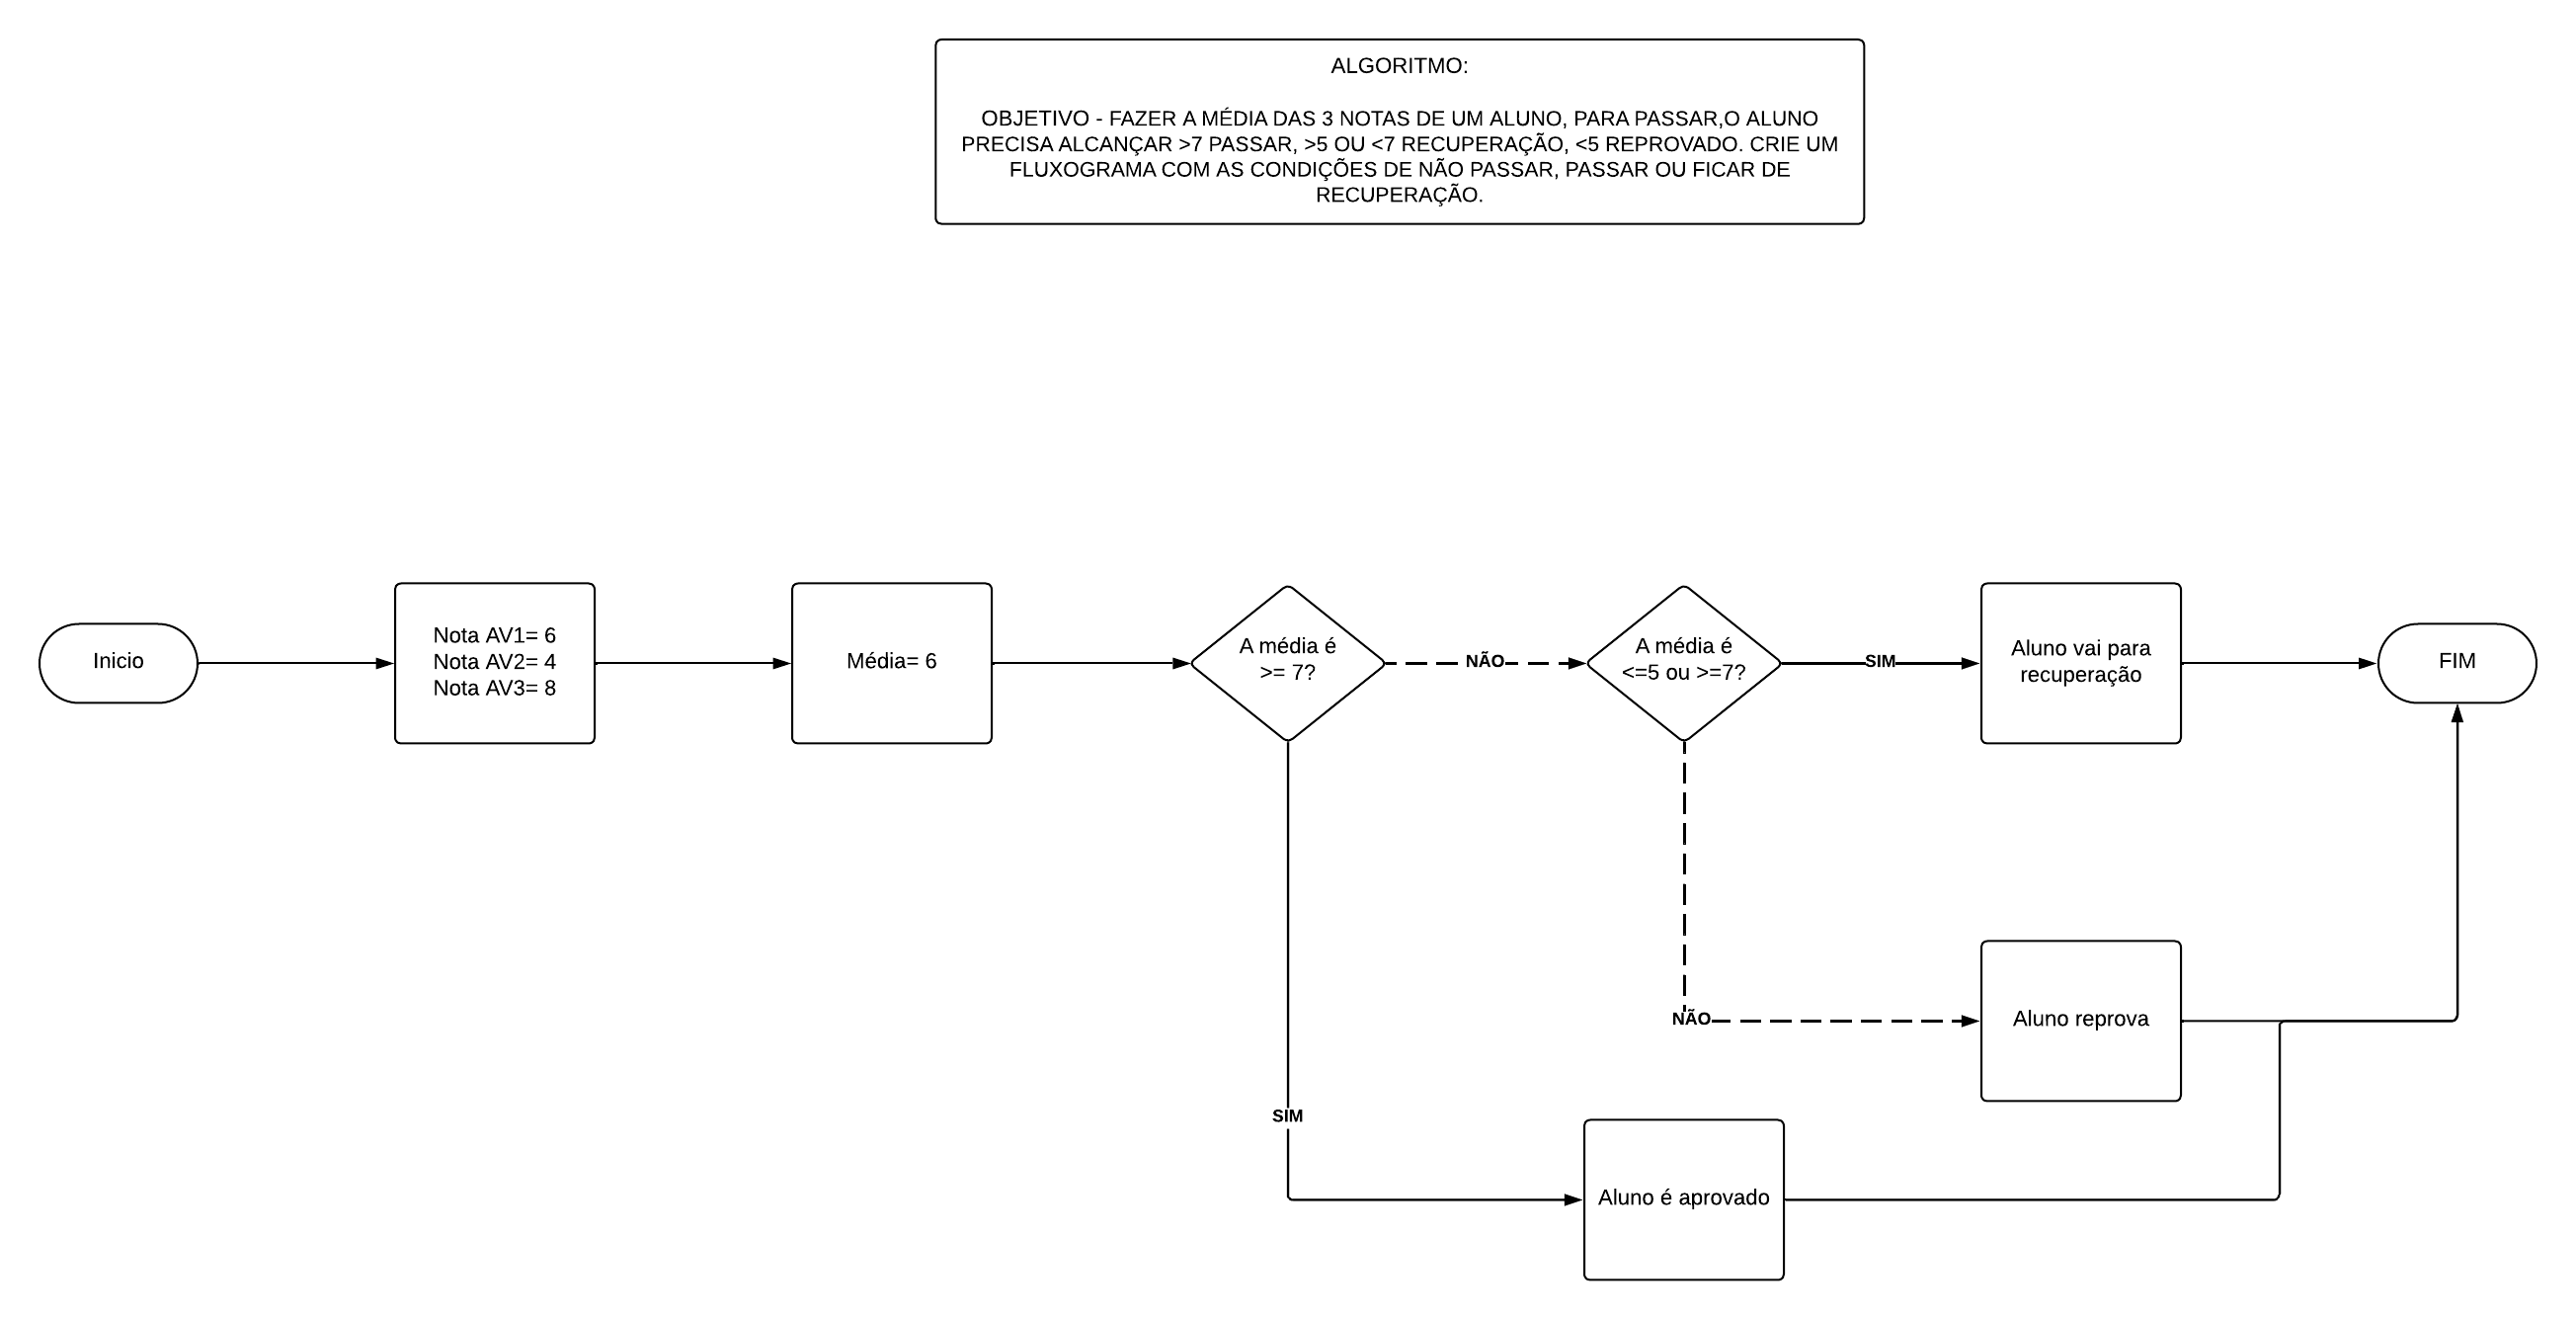 ALGORITMO:
OBJETIVO - FAZER A MÉDIA DAS 3 NOTAS DE UM ALUNO, PARA PASSAR,O ALUNO
PRECISA ALCANÇAR >7 PASSAR, >5 OU <7 RECUPERAÇÃO, <5 REPROVADO. CRIE UM
FLUXOGRAMA COM AS CONDIÇÕES DE NÃO PASSAR, PASSAR OU FICAR DE
RECUPERAÇÃO.
Inicio
Nota AV1= 6
Nota AV2= 4
Nota AV3= 8
Média= 6
A média é
>= 7?
NÃO
A média é
<=5 ou >=7?
SIM
Aluno vai para
recuperação
FIM
NÃO
Aluno reprova
SIM
Aluno é aprovado